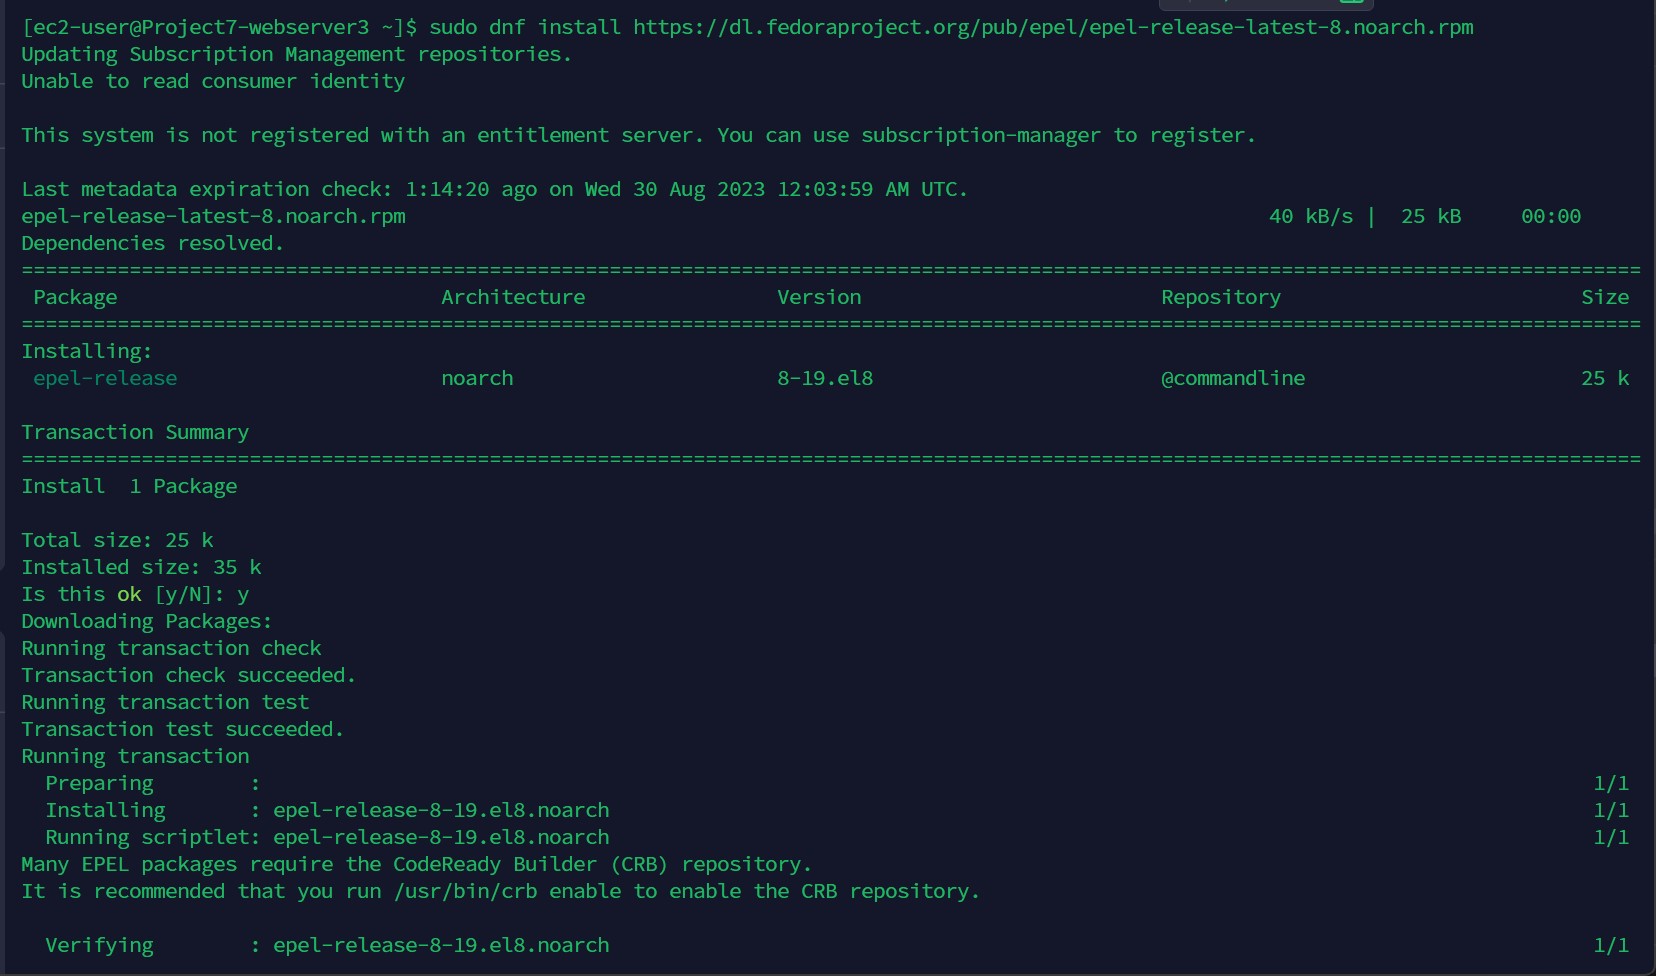 [ec2-user@Project7-webserver3 ~]$ sudo dnf install https://dl.fedoraproject.org/pub/epel/epel-release-latest-8.noarch.rpm
Updating Subscription Management repositories.
Unable to read consumer identity
This system is not registered with an entitlement server. You can use subscription-manager to register.
Last metadata expiration check: 1:14:20 ago on Wed 30 Aug 2023 12:03:59 AM UTC.
epel-release-latest-8.noarch.rpm 40 kB/s | 25 kB 00:00
Dependencies resolved.
=======================================================================================================================================
Package Architecture Version Repository Size
=======================================================================================================================================
Installing:
epel-release noarch 8-19.el8 @commandline 25 k
Transaction Summary
=======================================================================================================================================
Install 1 Package
Total size: 25 k
Installed size: 35 k
Is this ok [y/N]: y
Downloading Packages:
Running transaction check
Transaction check succeeded.
Running transaction test
Transaction test succeeded.
Running transaction
Preparing : 1/1
Installing : epel-release-8-19.el8.noarch 1/1
Running scriptlet: epel-release-8-19.el8.noarch 1/1
Many EPEL packages require the CodeReady Builder (CRB) repository.
It is recommended that you run /usr/bin/crb enable to enable the CRB repository.
Verifying : epel-release-8-19.el8.noarch 1/1